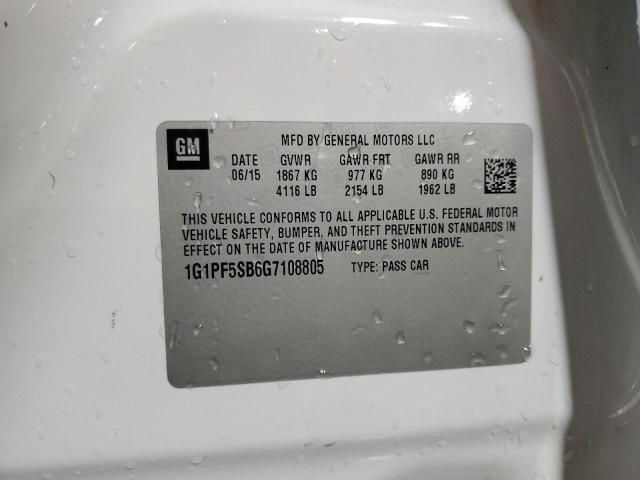 GM MFD BY GENERAL MOTORS LLC
DATE GVWR GAWR FRT GAWR RR
06/15 1867 KG 977 KG 890 KG
4116 LB 2154 LB 1962 LB
THIS VEHICLE CONFORMS TO ALL APPLICABLE U.S. FEDERAL MOTOR
VEHICLE SAFETY, BUMPER, AND THEFT PREVENTION STANDARDS IN
EFFECT ON THE DATE OF MANUFACTURE SHOWN ABOVE.
1G1PF5SB6G7108805 TYPE: PASS CAR